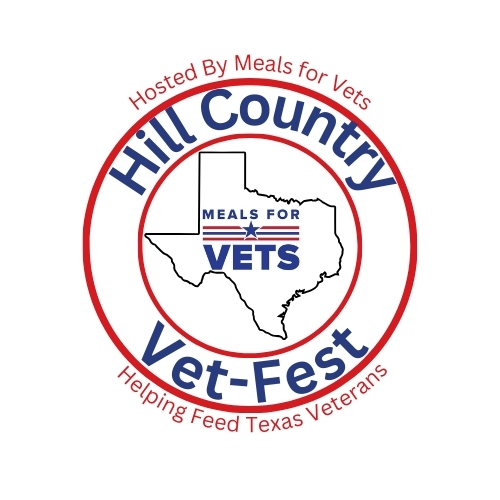 Hosted By Meals for Vets
Hill Country
MEALS FOR
VETS
Vet-Fest
Helping Feed Texas Veterans